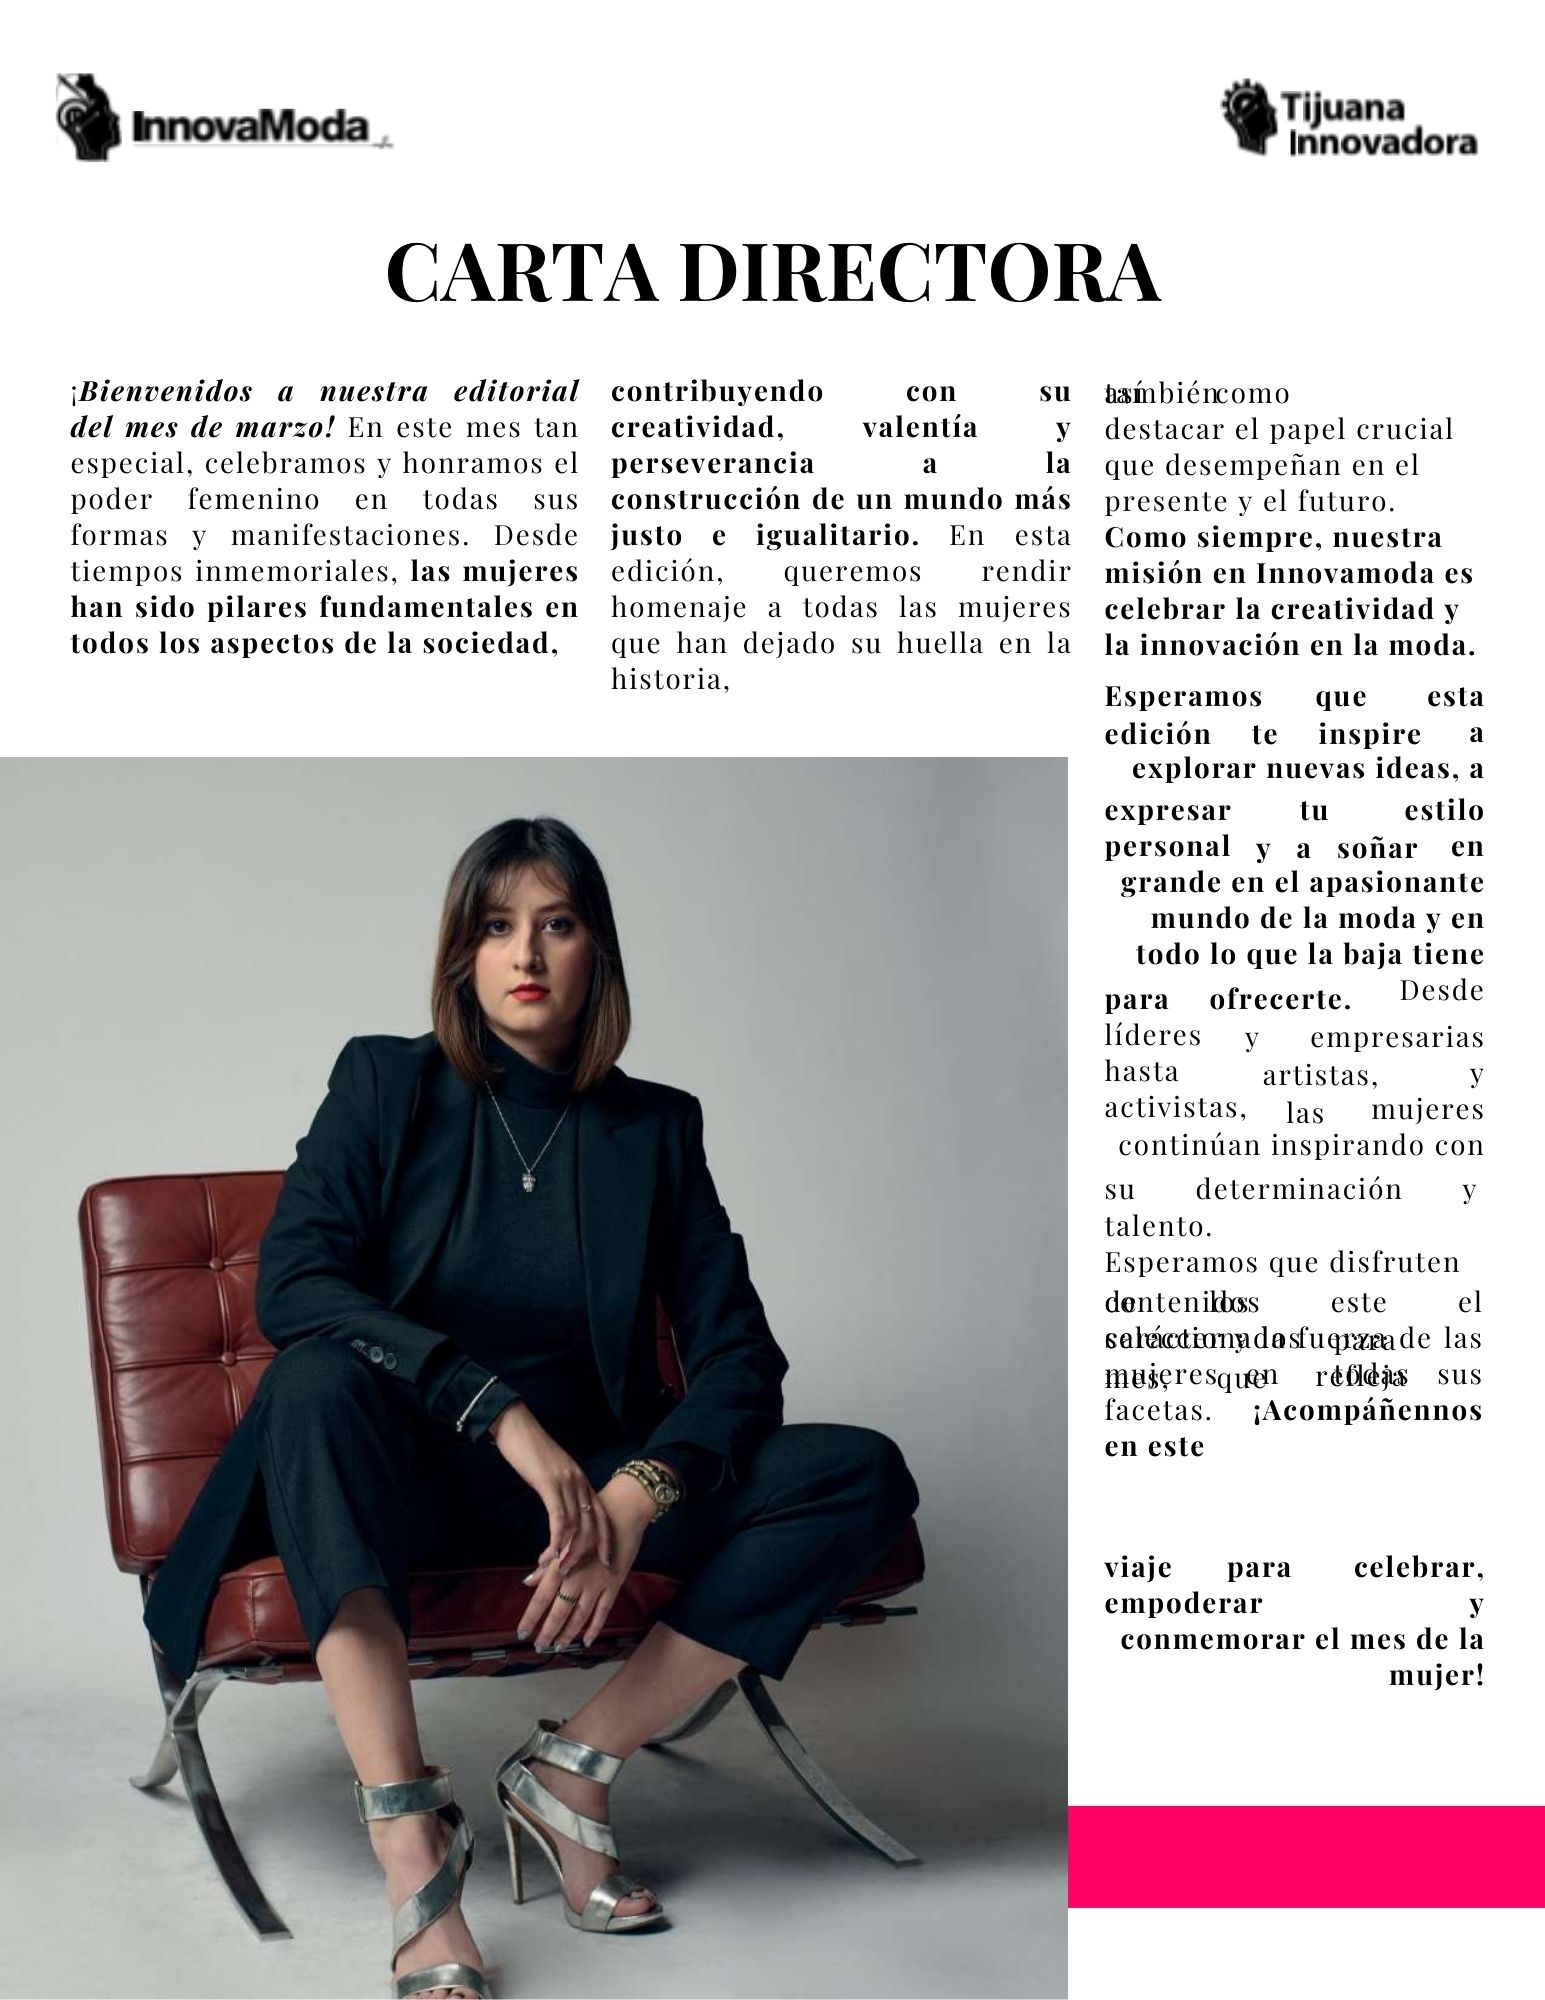 InnovaModa
Tijuana
Innovadora
CARTA DIRECTORA
¡Bienvenidos a nuestra editorial
del mes de marzo! En este mes tan
especial, celebramos y honramos el
poder femenino en todas sus
formas y manifestaciones. Desde
tiempos inmemoriales, las mujeres
han sido pilares fundamentales en
todos los aspectos de la sociedad,
contribuyendo con su
creatividad, valentía y
perseverancia a la
construcción de un mundo más
justo e igualitario. En esta
edición, queremos rendir
homenaje a todas las mujeres
que han dejado su huella en la
historia,
así como también
destacar el papel crucial
que desempeñan en el
presente y el futuro.
Como siempre, nuestra
misión en Innovamoda es
celebrar la creatividad y
la innovación en la moda.
Esperamos que esta
edición te inspire a
explorar nuevas ideas, a
expresar tu estilo
personal y a soñar en
grande en el apasionante
mundo de la moda y en
todo lo que la baja tiene
para ofrecerte. Desde
líderes y empresarias
hasta artistas, y
activistas, las mujeres
continúan inspirando con
su determinación y
talento.
Esperamos que disfruten
de los contenidos este el
seleccionados para carácter y la fuerza de las
mes, que refleja mujeres en todas sus
facetas. ¡Acompáñennos
en este
viaje para celebrar,
empoderar y
conmemorar el mes de la
mujer!